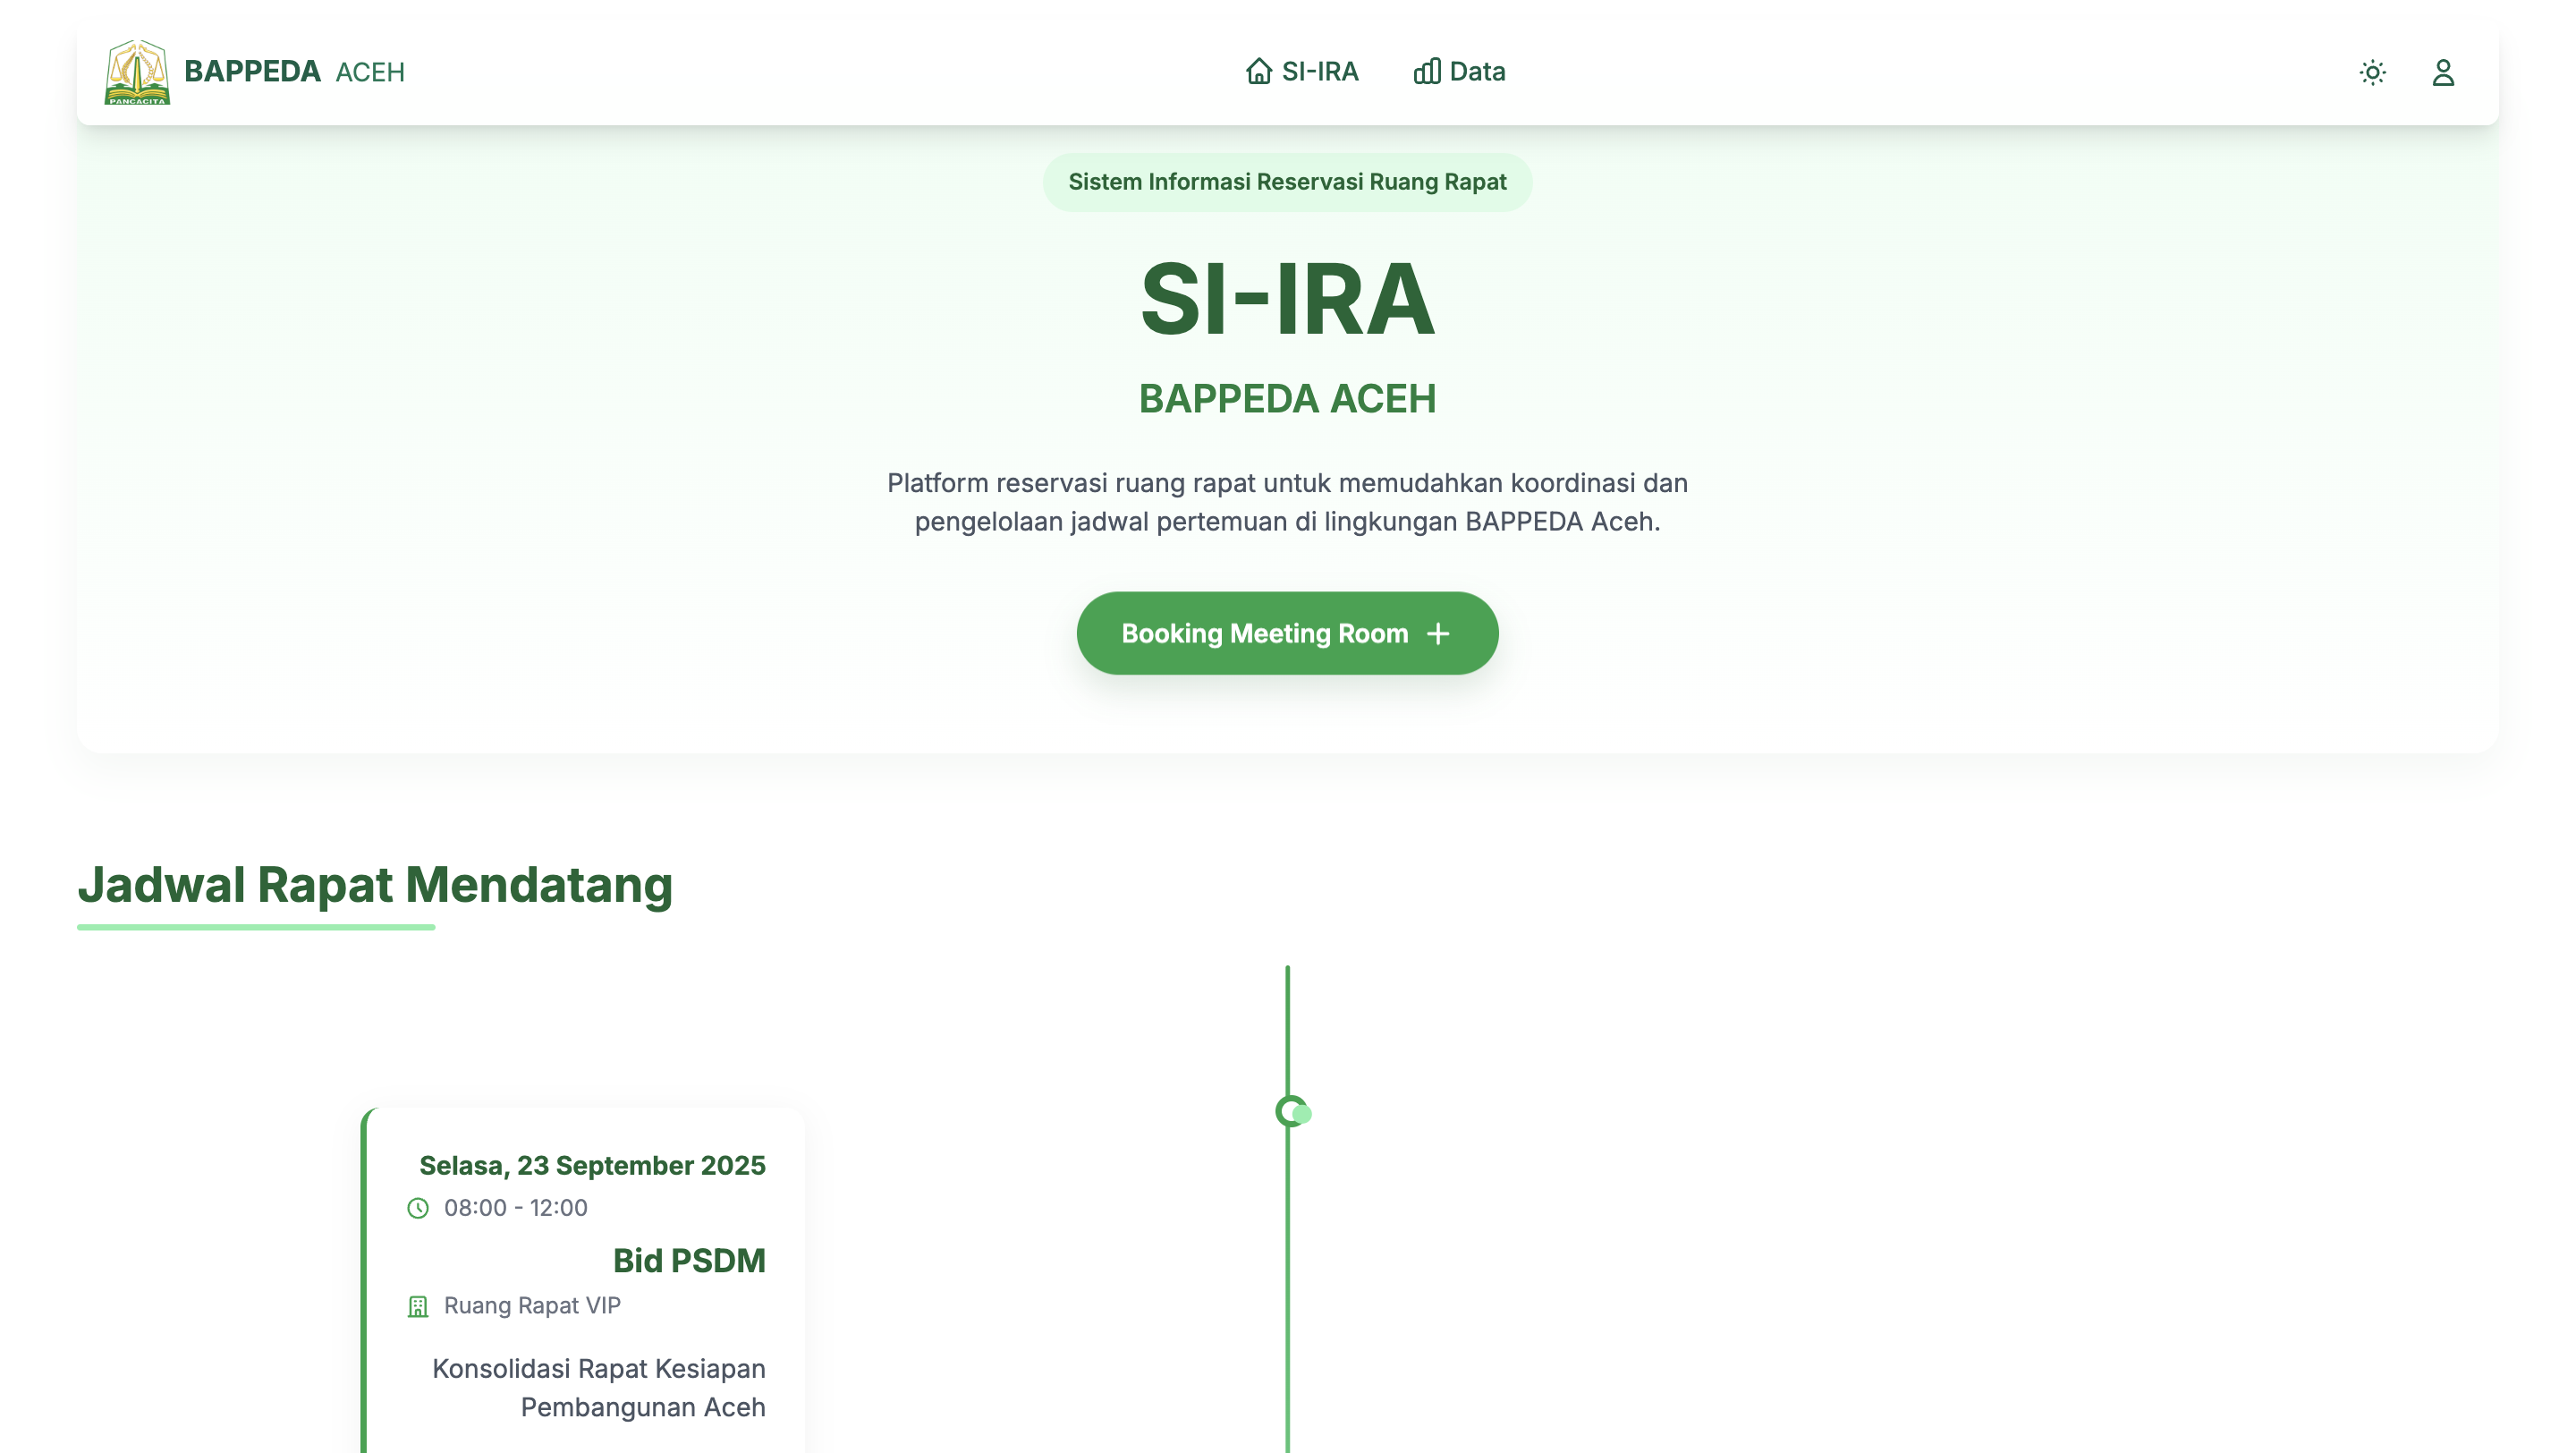 PANCACITA
BAPPEDA ACEH
SI-IRA
Data
Sistem Informasi Reservasi Ruang Rapat
SI-IRA
BAPPEDA ACEH
Platform reservasi ruang rapat untuk memudahkan koordinasi dan
pengelolaan jadwal pertemuan di lingkungan BAPPEDA Aceh.
Booking Meeting Room
Jadwal Rapat Mendatang
Selasa, 23 September 2025
08:00 - 12:00
Bid PSDM
Ruang Rapat VIP
Konsolidasi Rapat Kesiapan
Pembangunan Aceh